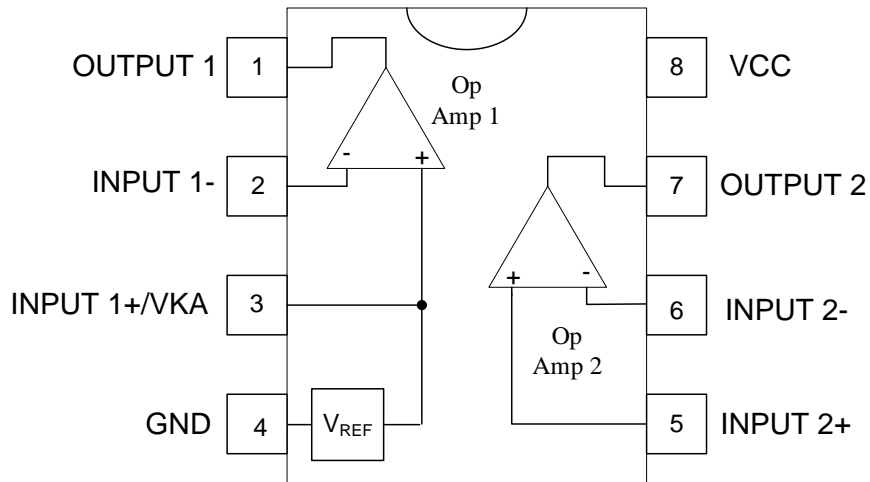 OUTPUT 1
1
Op
Amp 1
8
VCC
-
+
INPUT 1-
2
7
OUTPUT 2
INPUT 1+/VKA
3
+
-
6
INPUT 2-
Op
Amp 2
GND
4
VREF
5
INPUT 2+